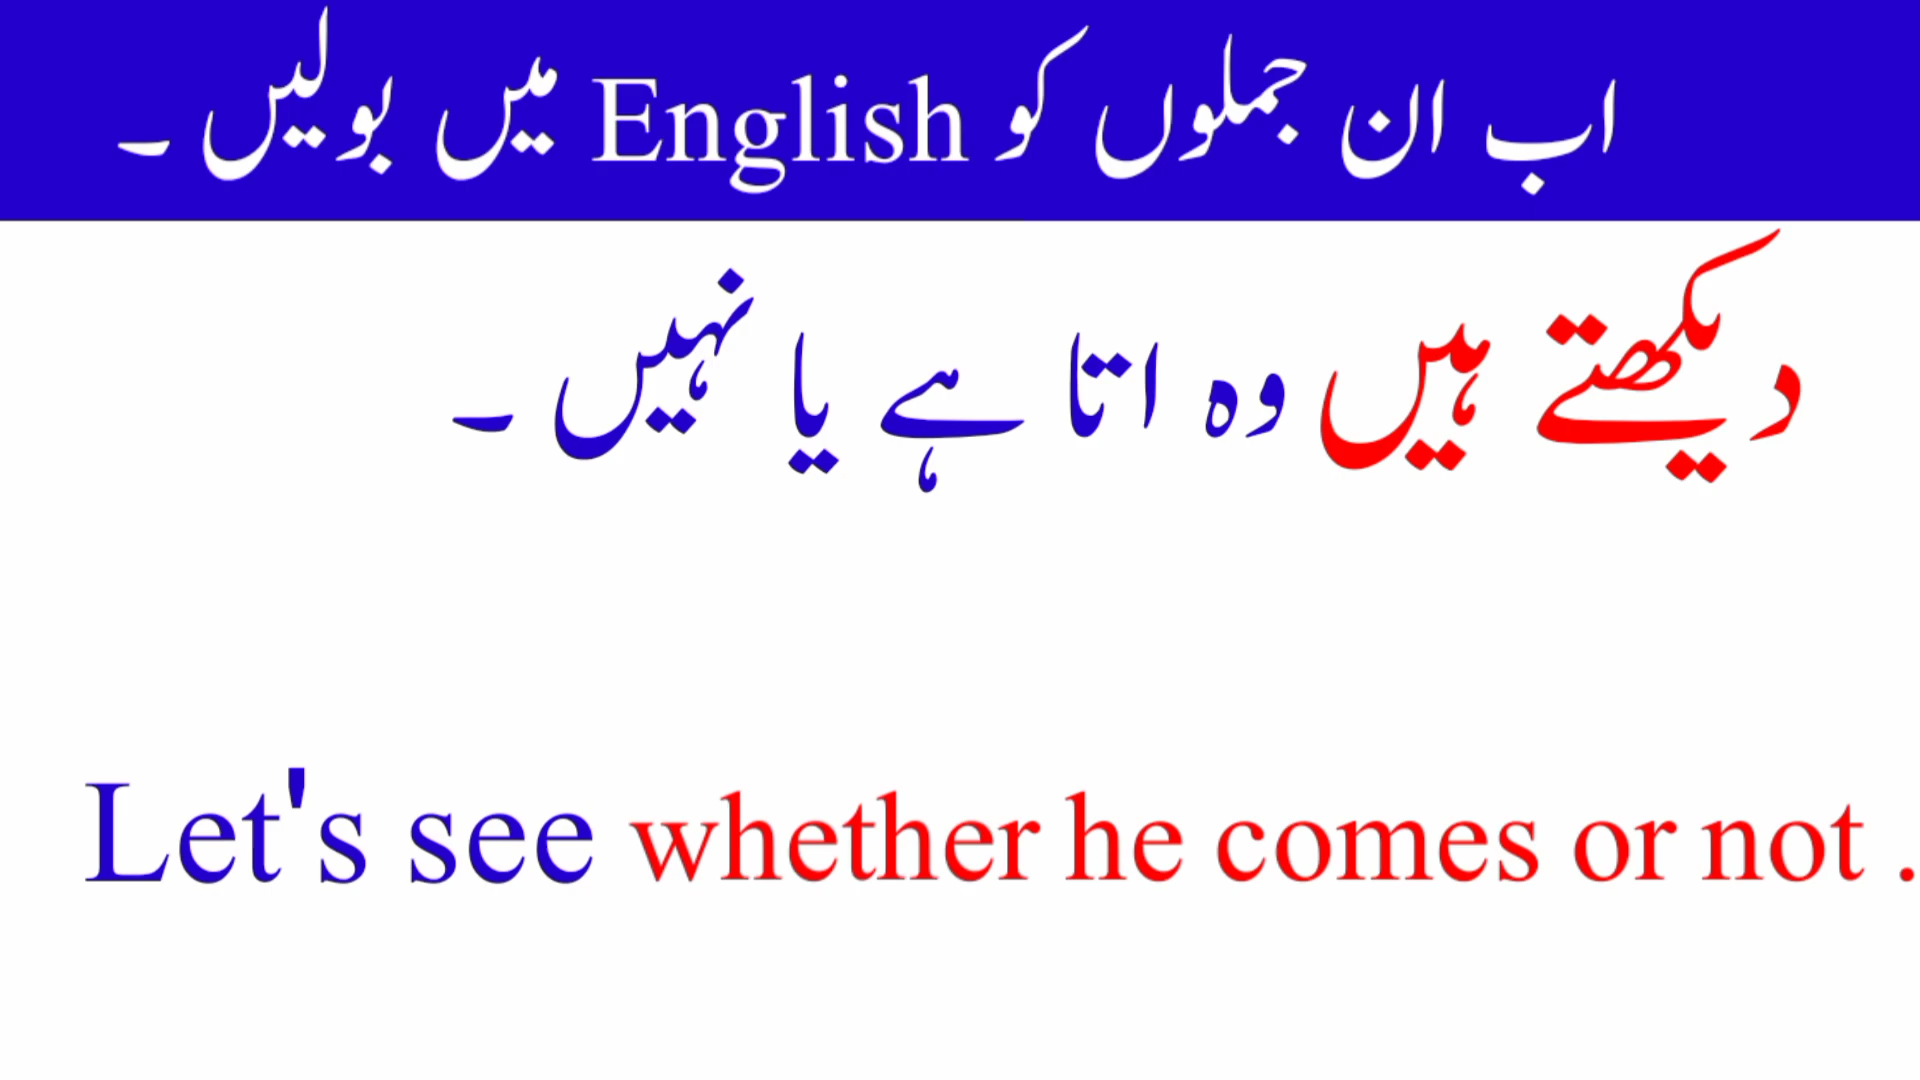 اب ان جملوں کو English میں بولیں ۔
دیکھتے ہیں وہ اتا ہے یا نہیں ۔
Let's see whether he comes or not .